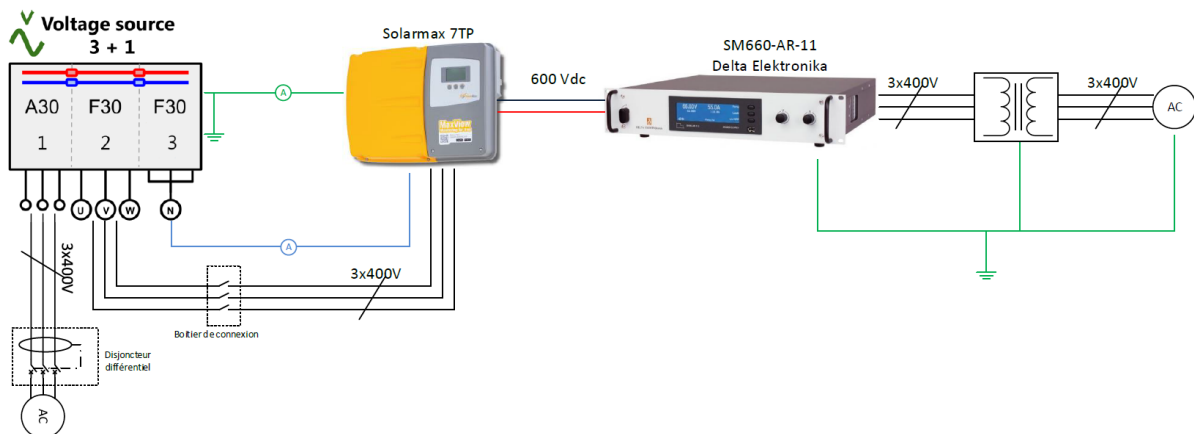 Voltage source
3 + 1
A30
F30
F30
1
2
3
U
V
W
N
A
A
Solarmax 7TP
600 Vdc
SM660-AR-11
Delta Elektronika
3x400V
3x400V
AC
3x400V
3x400V
Boîtier de connexion
Disjoncteur
différentiel
AC